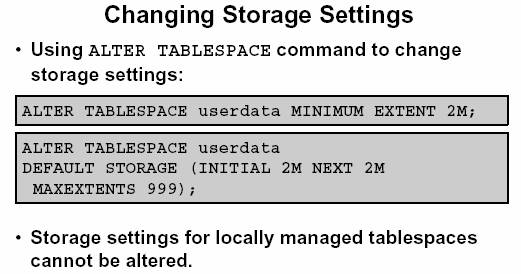 Changing Storage Settings
• Using ALTER TABLESPACE command to change
storage settings:
ALTER TABLESPACE userdata MINIMUM EXTENT 2M;
ALTER TABLESPACE userdata
DEFAULT STORAGE (INITIAL 2M NEXT 2M
MAXEXTENTS 999);
• Storage settings for locally managed tablespaces
cannot be altered.